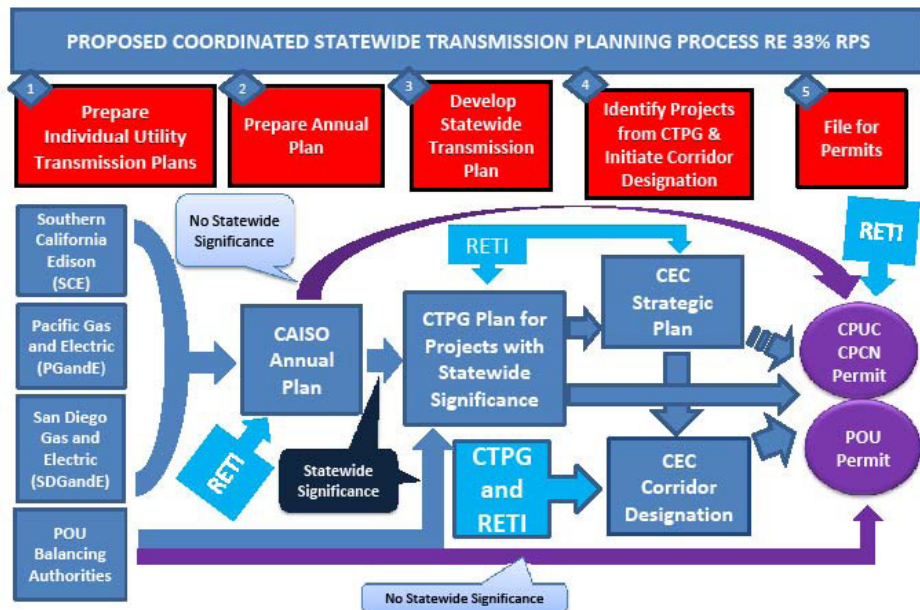 PROPOSED COORDINATED STATEWIDE TRANSMISSION PLANNING PROCESS RE 33% RPS
1
Prepare
Individual Utility
Transmission Plans
2
Prepare Annual
Plan
3
Develop
Statewide
Transmission
Plan
4
Identify Projects
from CTPG &
Initiate Corridor
Designation
5
File for
Permits
Southern
California
Edison
(SCE)
Pacific Gas
and Electric
(PGandE)
San Diego
Gas and
Electric
(SDGandE)
POU
Balancing
Authorities
No Statewide
Significance
CAISO
Annual
Plan
RETI
Statewide
Significance
RETI
CTPG Plan for
Projects with
Statewide
Significance
CTPG
and
RETI
CEC
Strategic
Plan
CEC
Corridor
Designation
RETI
CPUC
CPCN
Permit
POU
Permit
No Statewide Significance